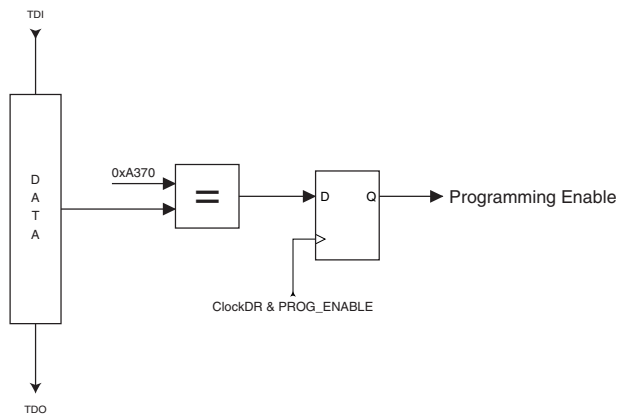 TDI
D
A
T
A
0xA370
=
D Q
Programming Enable
ClockDR & PROG_ENABLE
TDO